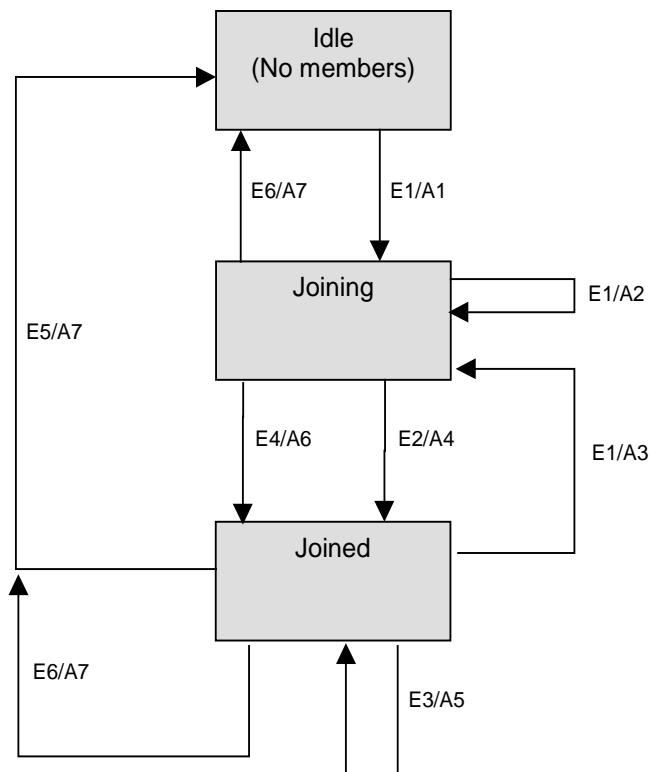 Idle
(No members)
E6/A7
E1/A1
Joining
E1/A2
E5/A7
E4/A6
E2/A4
E1/A3
Joined
E6/A7
E3/A5